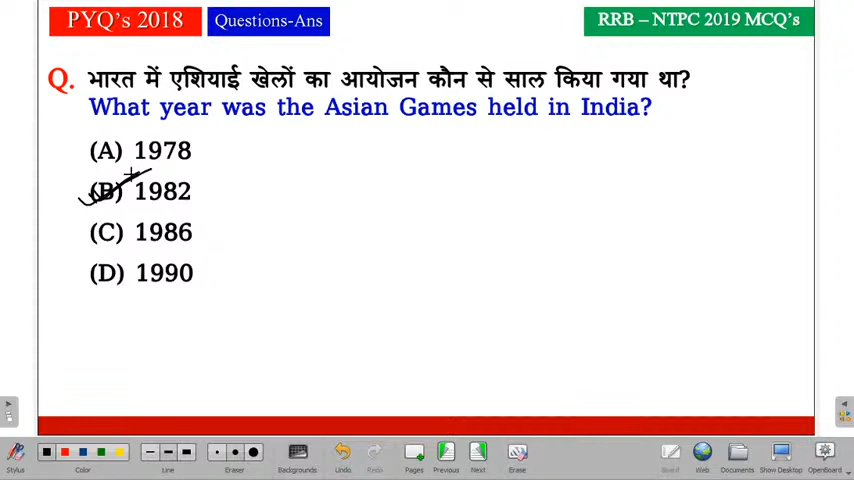 PYQ's 2018 Questions-Ans RRB – NTPC 2019 MCQ's
Q. भारत में एशियाई खेलों का आयोजन कौन से साल किया गया था?
What year was the Asian Games held in India?
(A) 1978
(B) 1982
(C) 1986
(D) 1990
Stylus Color Line Eraser Backgrounds Undo Redo Pages Previous Next Erase Board Web Documents Show Desktop OpenBoard